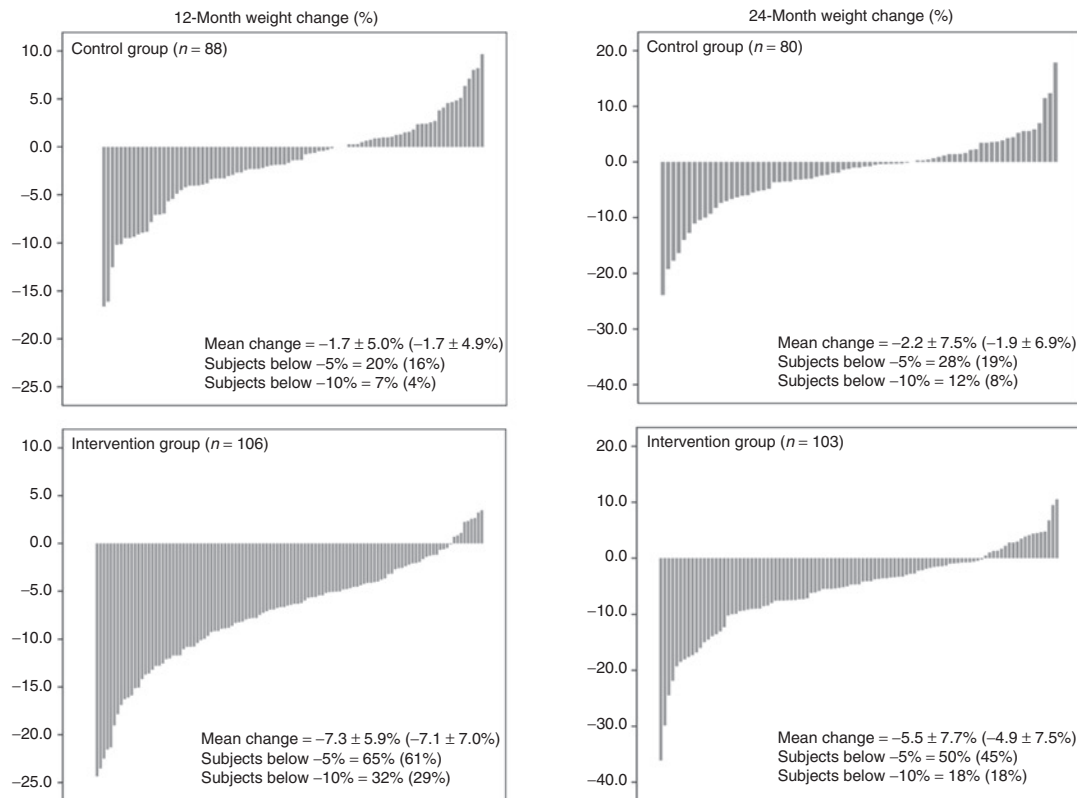 12-Month weight change (%)
10.0
5.0
0.0
−5.0
−10.0
−15.0
−20.0
−25.0
Control group (n = 88)
Mean change = −1.7 ± 5.0% (−1.7 ± 4.9%)
Subjects below −5% = 20% (16%)
Subjects below −10% = 7% (4%)
24-Month weight change (%)
20.0
10.0
0.0
−10.0
−20.0
−30.0
−40.0
Control group (n = 80)
Mean change = −2.2 ± 7.5% (−1.9 ± 6.9%)
Subjects below −5% = 28% (19%)
Subjects below −10% = 12% (8%)
10.0
5.0
0.0
−5.0
−10.0
−15.0
−20.0
−25.0
Intervention group (n = 106)
Mean change = −7.3 ± 5.9% (−7.1 ± 7.0%)
Subjects below −5% = 65% (61%)
Subjects below −10% = 32% (29%)
20.0
10.0
0.0
−10.0
−20.0
−30.0
−40.0
Intervention group (n = 103)
Mean change = −5.5 ± 7.7% (−4.9 ± 7.5%)
Subjects below −5% = 50% (45%)
Subjects below −10% = 18% (18%)